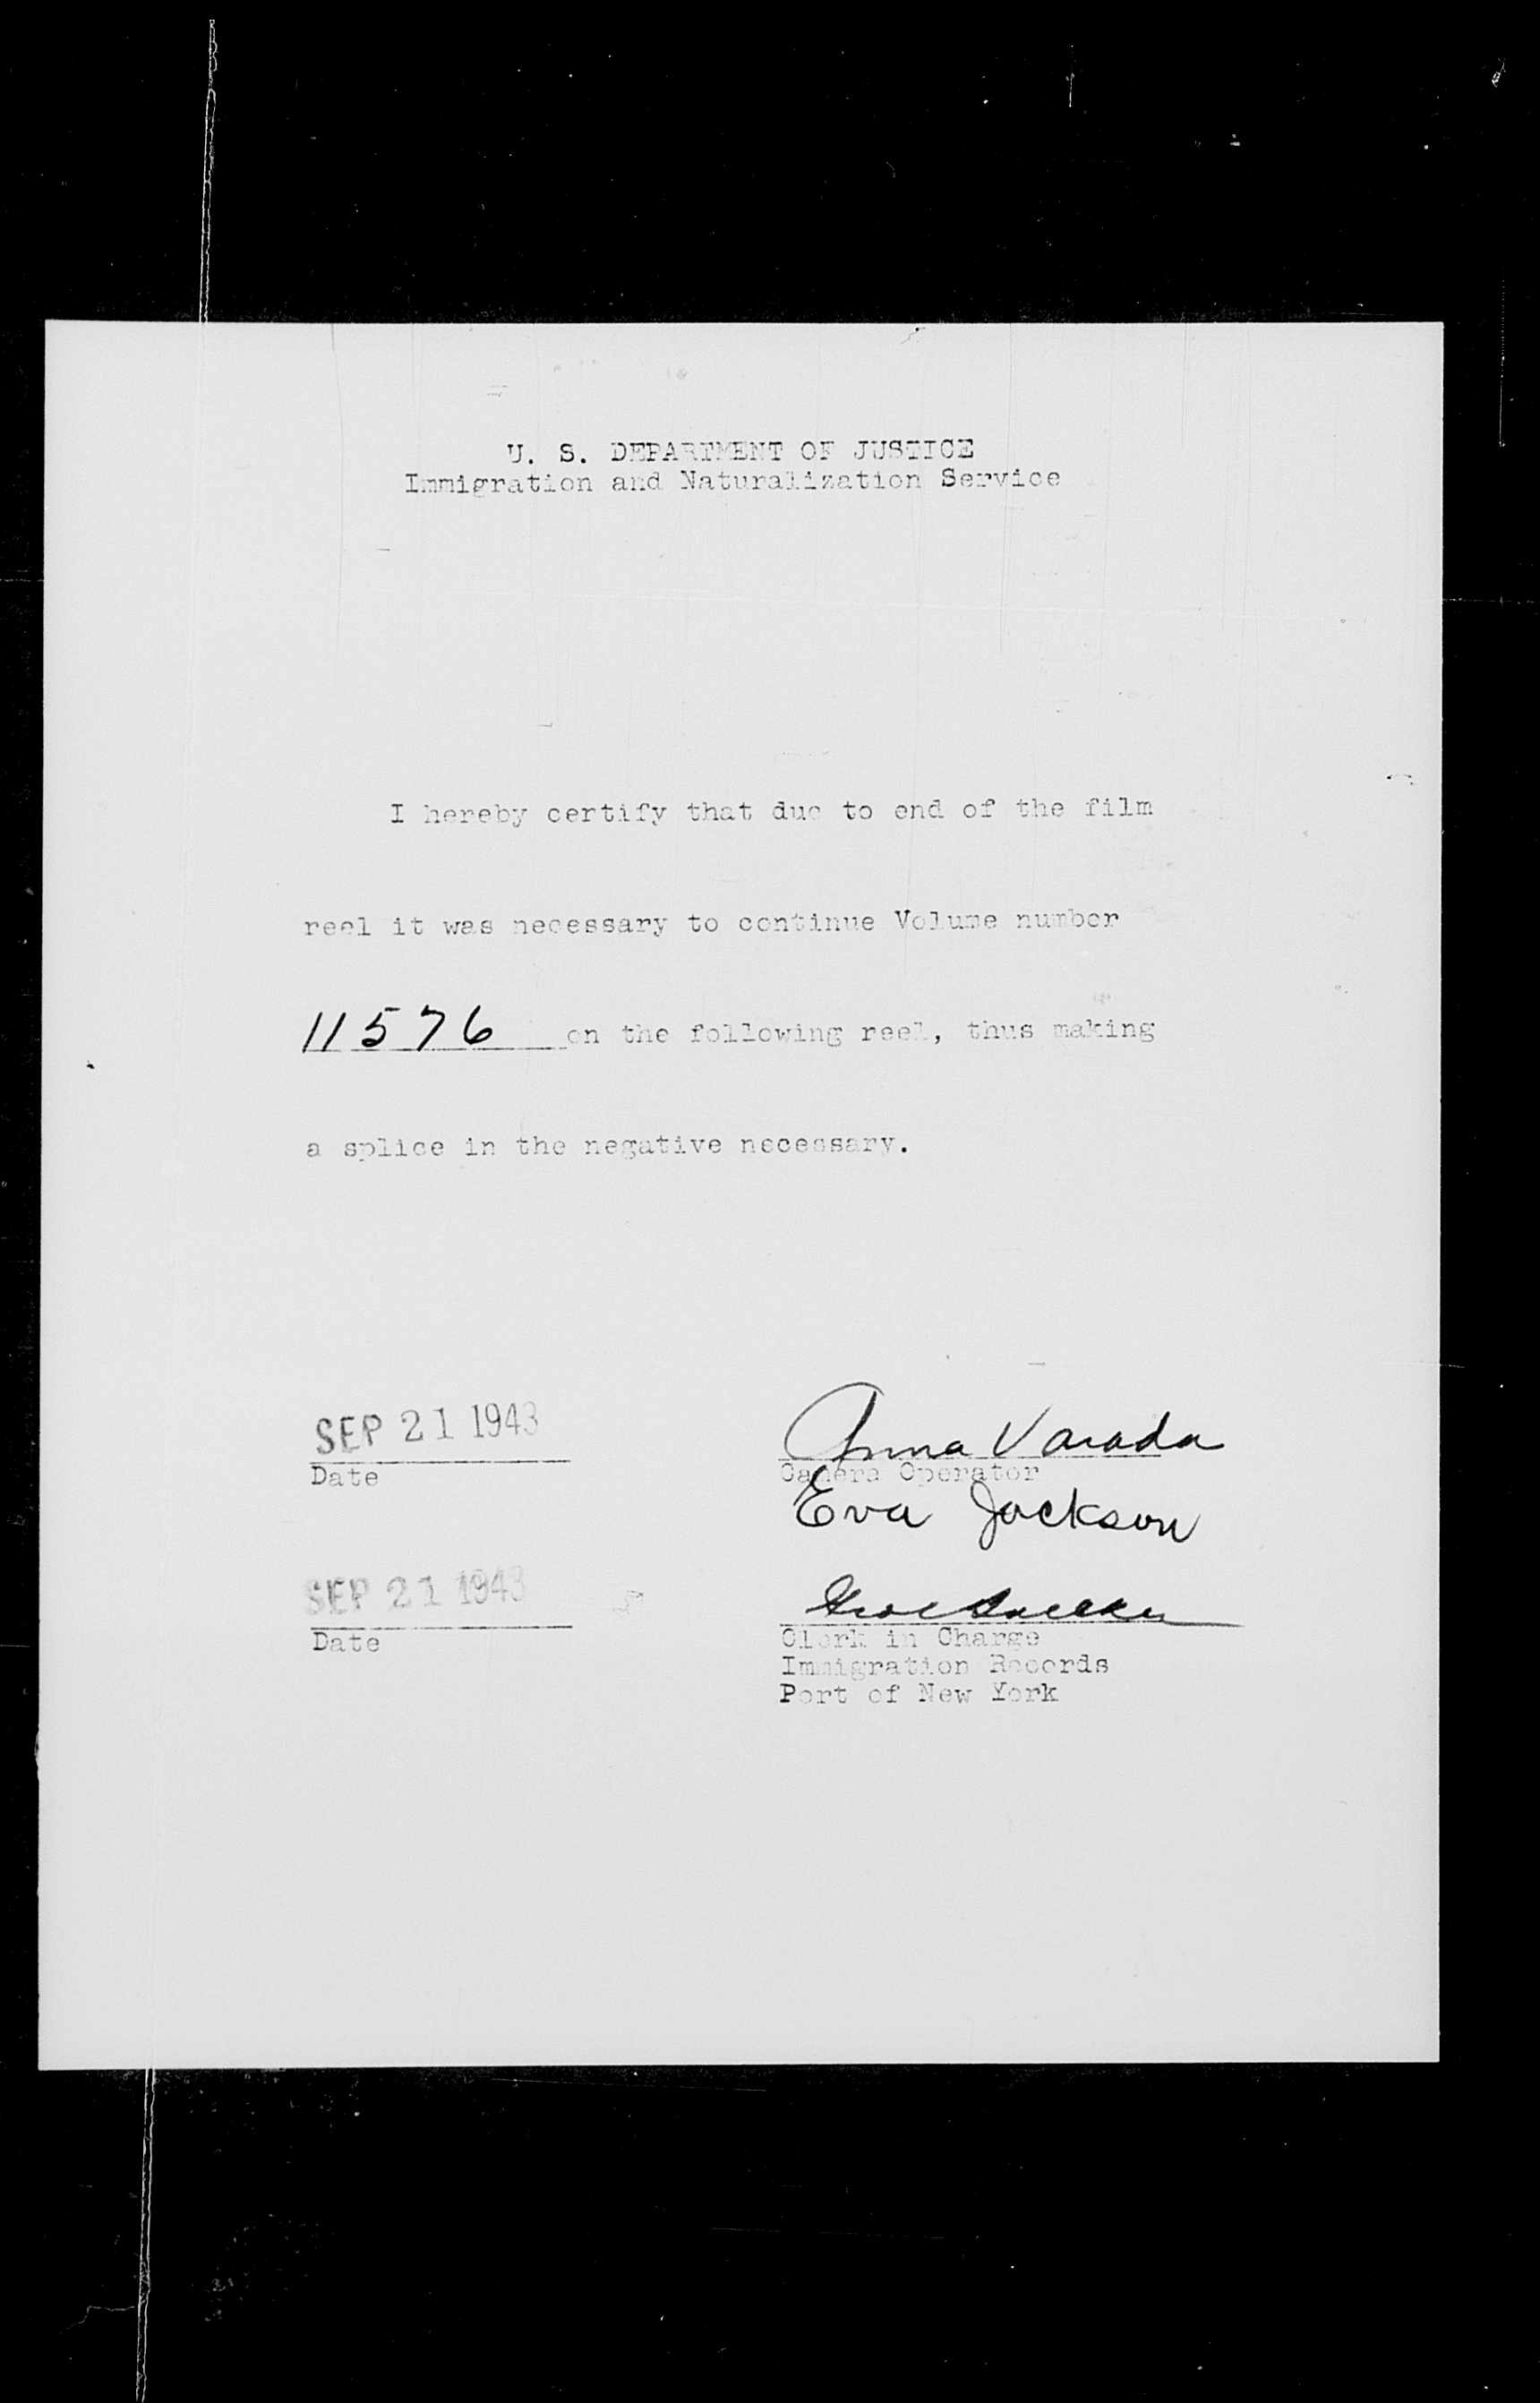 U. S. DEPARTMENT OF JUSTICE
Immigration and Naturalization Service
I hereby certify that due to end of the film
reel it was necessary to continue Volume number
11576 on the following reel, thus making
a splice in the negative necessary.
SEP 21 1943
Anna Varada
Date
Camera Operator
Eva Jackson
SEP 21 1943
Date
Clerk in Charge
Immigration Records
Port of New York